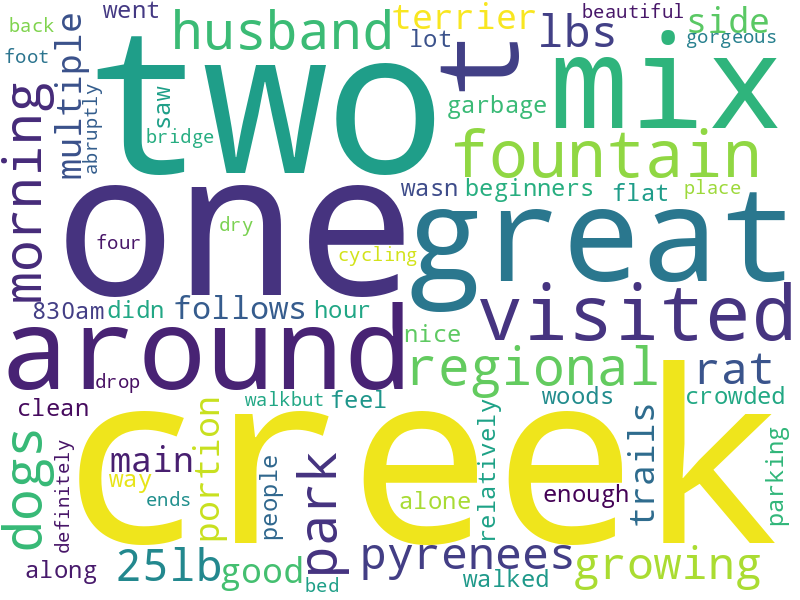 back
went
husband
terrier
beautiful
side
foot
lot
lbs
gorgeous
multiple
abruptly
two
saw
bridge
t
mix
garbage
fountain
morning
one
wasn
beginners
flat
place
four
dry
cycling
great
830am
didn
follows
hour
visited
around
nice
drop
regional
rat
clean
walkbut
feel
woods
crowded
creek
dogs
definitely
main
way
ends
portion
people
park
alone
relatively
enough
trails
parking
along
25lb
good
bed
pyrenees
walked
growing